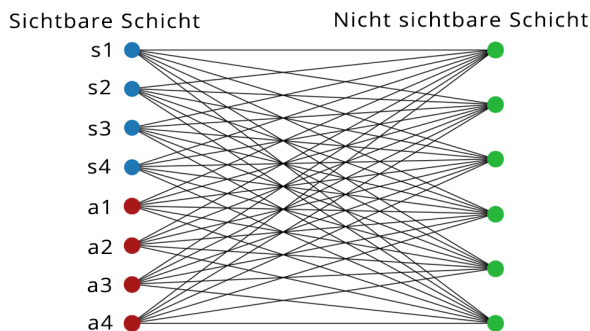 Sichtbare Schicht
Nicht sichtbare Schicht
s1
s2
s3
s4
a1
a2
a3
a4